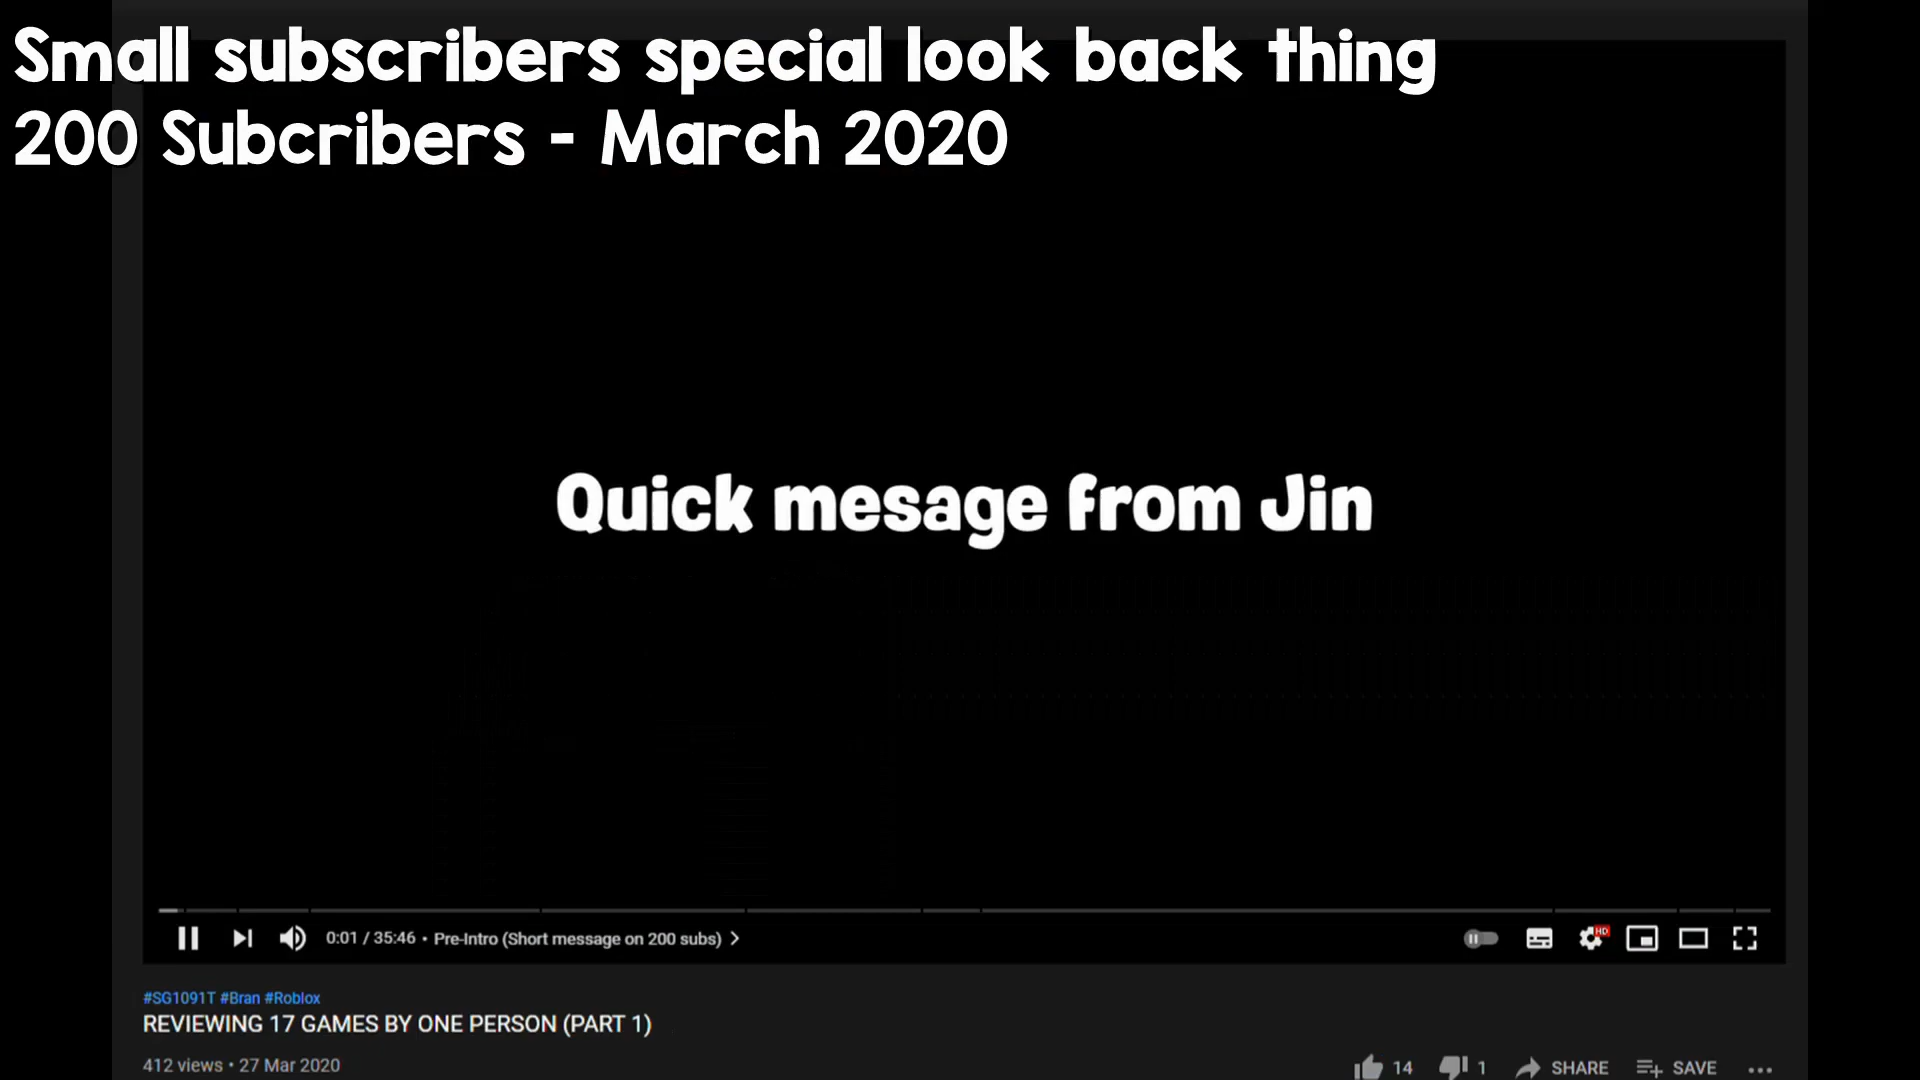 Small subscribers special look back thing
200 Subcribers - March 2020
Quick mesage from Jin
0:01 / 35:46 • Pre-Intro (Short message on 200 subs)
HD
#SG1091T #Bran #Roblox
REVIEWING 17 GAMES BY ONE PERSON (PART 1)
412 views • 27 Mar 2020
14 1 SHARE SAVE